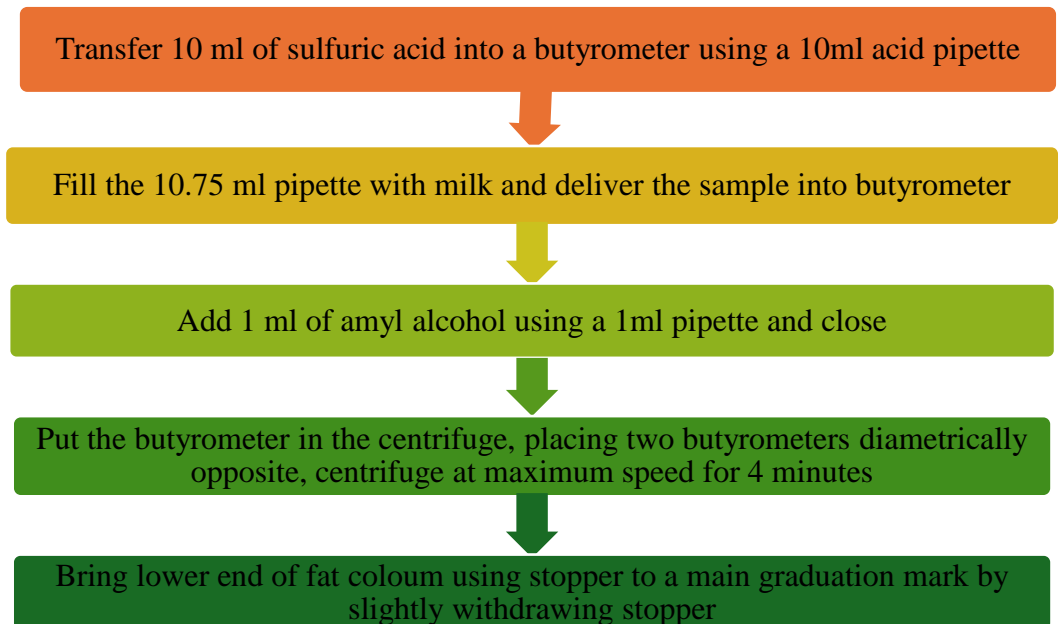 Transfer 10 ml of sulfuric acid into a butyrometer using a 10ml acid pipette
Fill the 10.75 ml pipette with milk and deliver the sample into butyrometer
Add 1 ml of amyl alcohol using a 1ml pipette and close
Put the butyrometer in the centrifuge, placing two butyrometers diametrically
opposite, centrifuge at maximum speed for 4 minutes
Bring lower end of fat coloum using stopper to a main graduation mark by
slightly withdrawing stopper